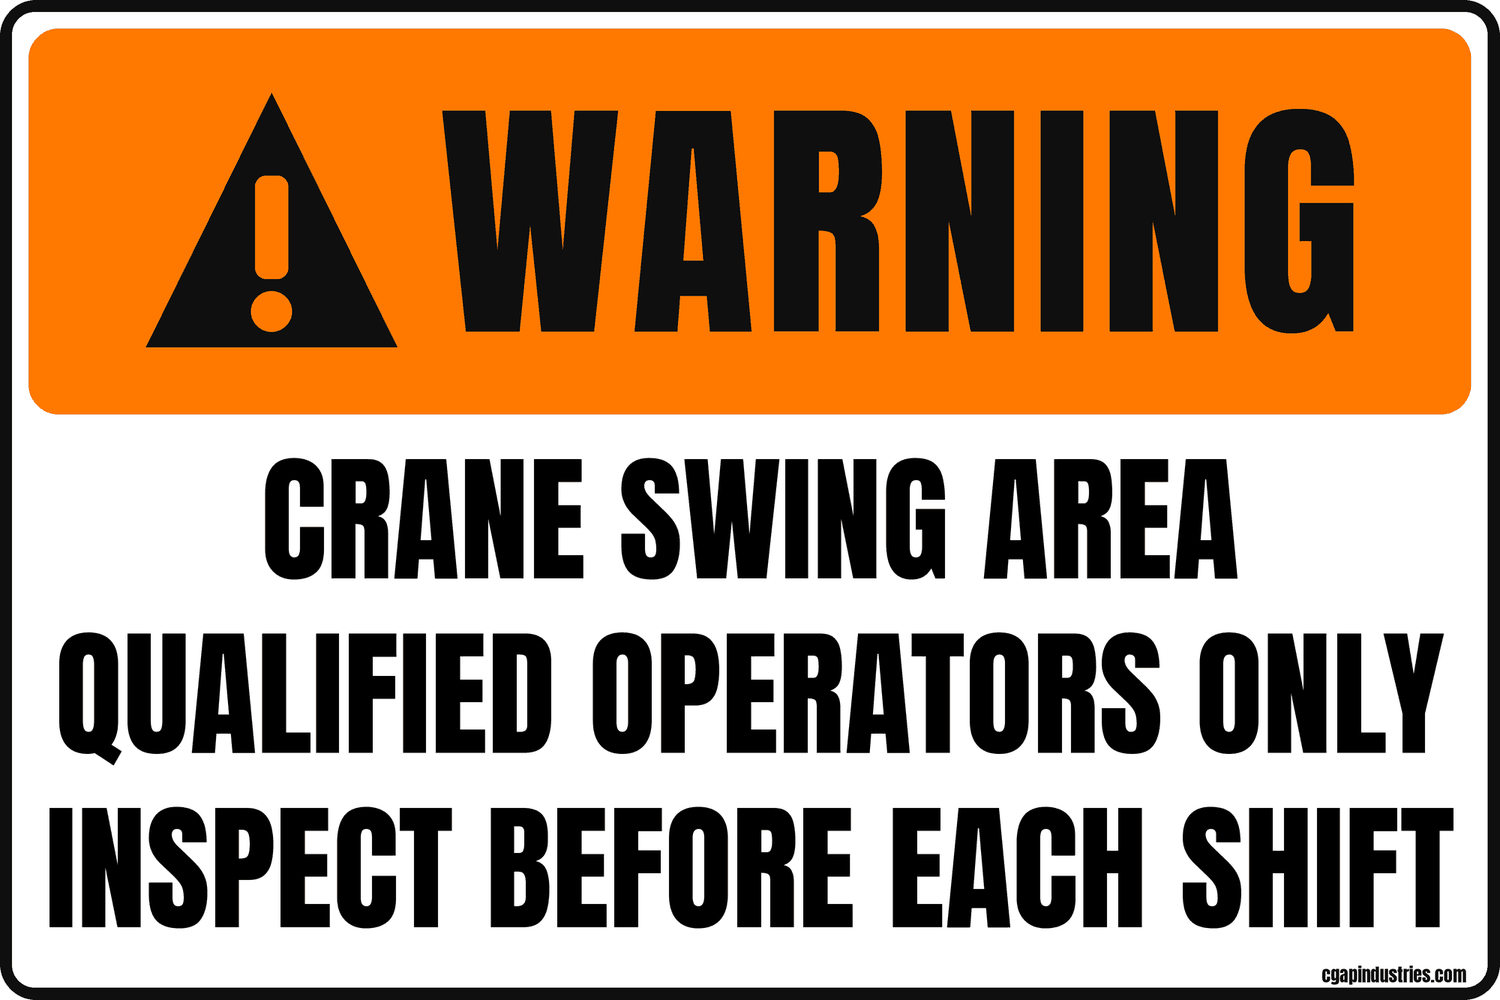 WARNING
CRANE SWING AREA
QUALIFIED OPERATORS ONLY
INSPECT BEFORE EACH SHIFT
cgapindustries.com